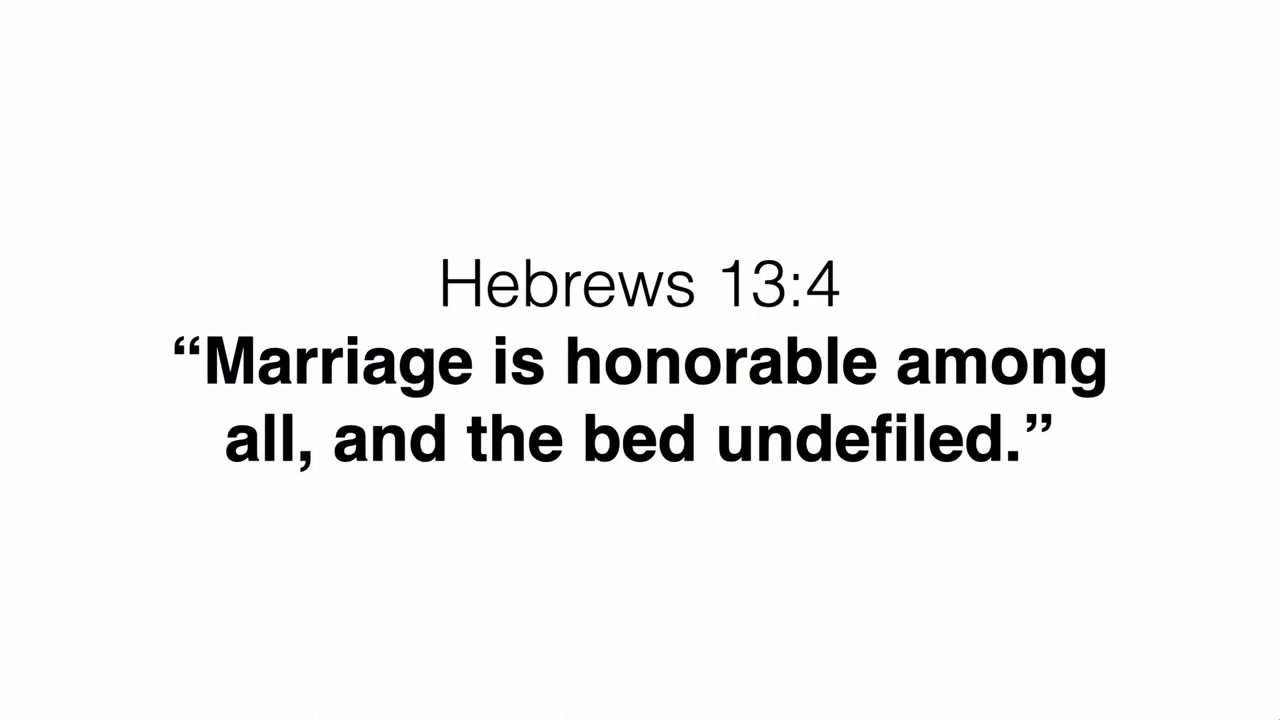 Hebrews 13:4
“Marriage is honorable among
all, and the bed undefiled.”